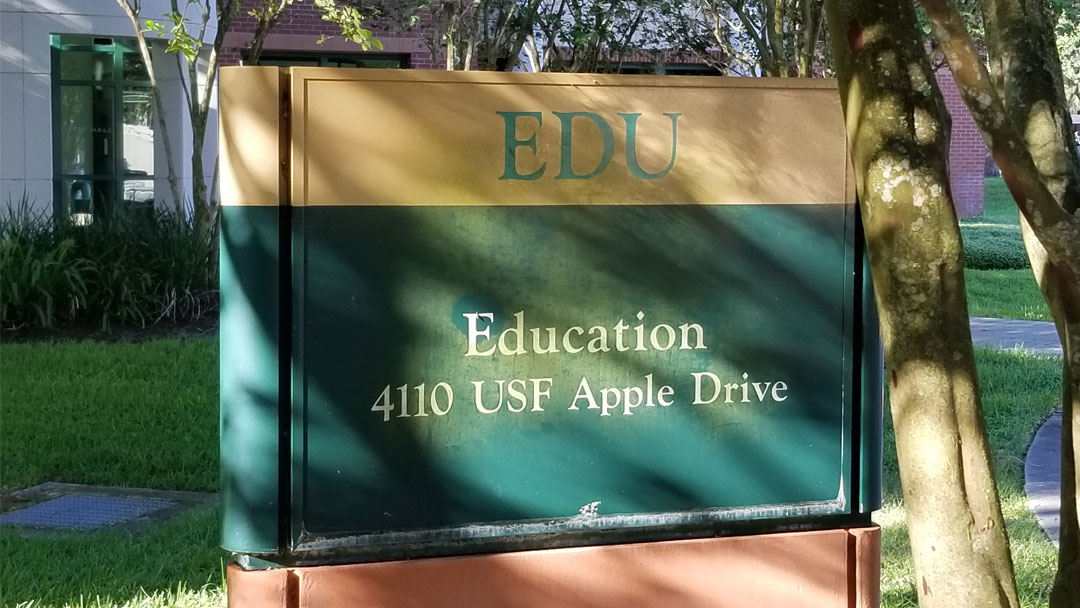 EDU
Education
4110 USF Apple Drive